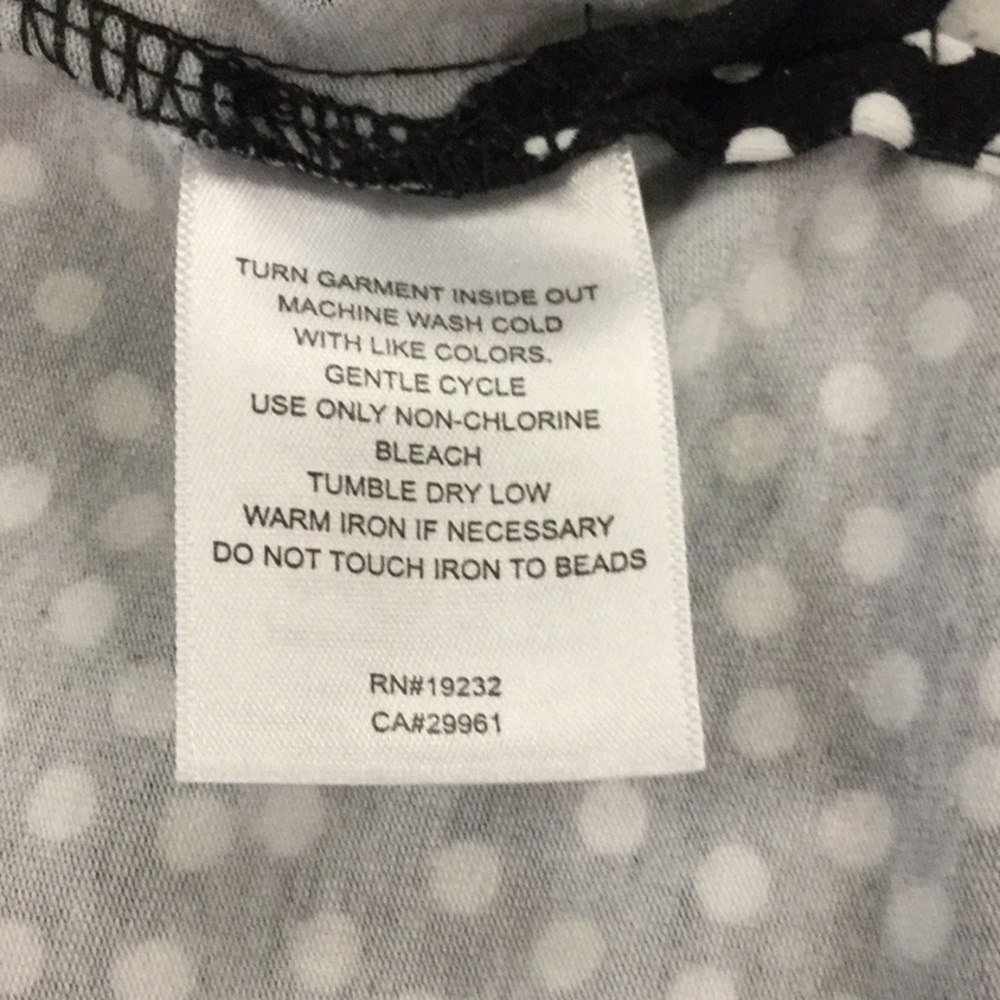 TURN GARMENT INSIDE OUT
MACHINE WASH COLD
WITH LIKE COLORS.
GENTLE CYCLE
USE ONLY NON-CHLORINE
BLEACH
TUMBLE DRY LOW
WARM IRON IF NECESSARY
DO NOT TOUCH IRON TO BEADS
RN#19232
CA#29961